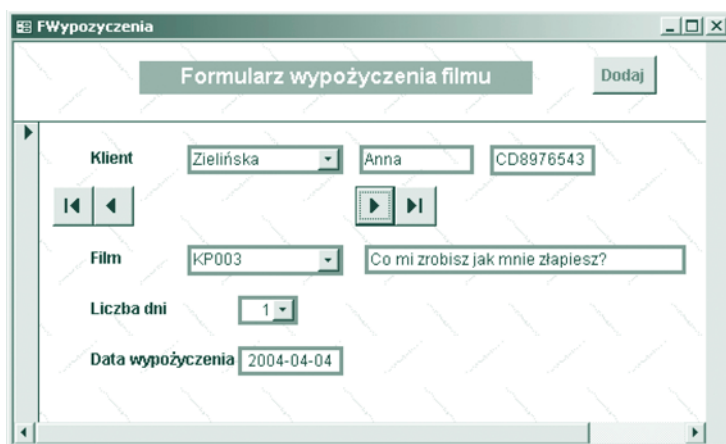 FWypozyczenia
Formularz wypożyczenia filmu Dodaj
Klient Zielińska Anna CD8976543
Film KP003 Co mi zrobisz jak mnie złapiesz?
Liczba dni 1
Data wypożyczenia 2004-04-04